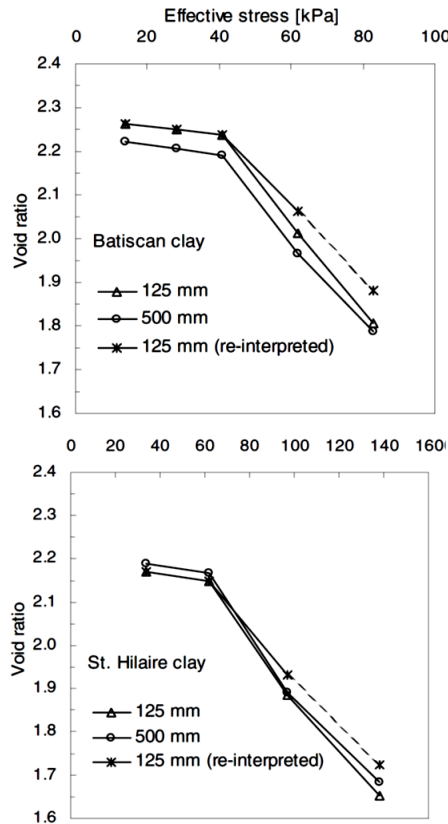 Effective stress [kPa]
0 20 40 60 80 100
2.4
2.3
2.2
2.1
2.0
1.9
1.8
1.7
1.6
Void ratio
Batiscan clay
125 mm
500 mm
125 mm (re-interpreted)
0 20 40 60 80 100 120 140 1600
2.4
2.3
2.2
2.1
2.0
1.9
1.8
1.7
1.6
Void ratio
St. Hilaire clay
125 mm
500 mm
125 mm (re-interpreted)